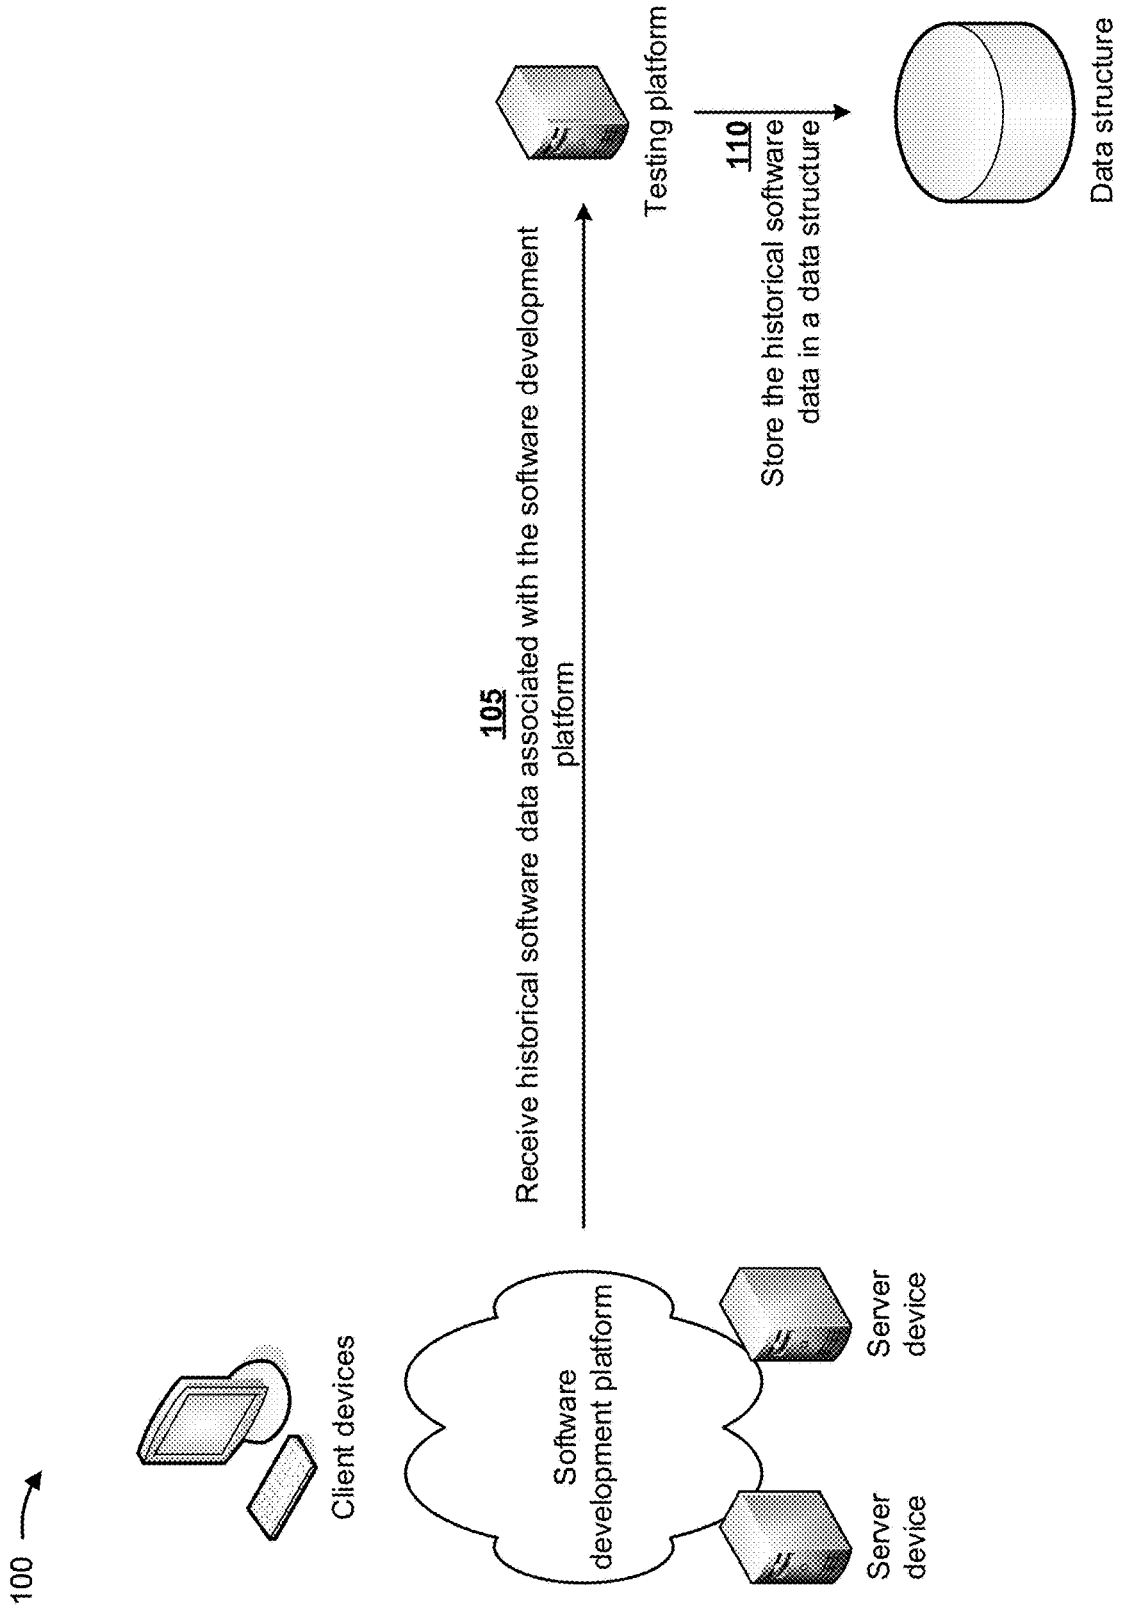 100
Client devices
Software
development platform
Server
device
Server
device
105
Receive historical software data associated with the software development
platform
Testing platform
110
Store the historical software
data in a data structure
Data structure